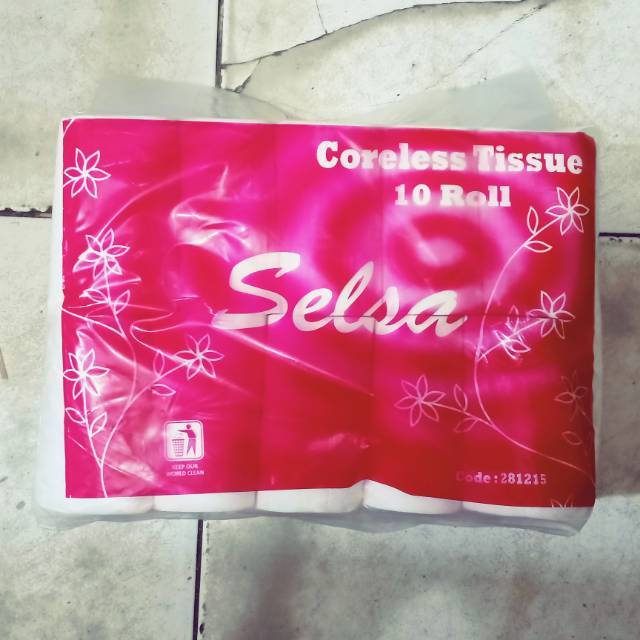 Coreless Tissue
10 Roll
Selsa
KEEP OUR
WORLD CLEAN
Code:281215